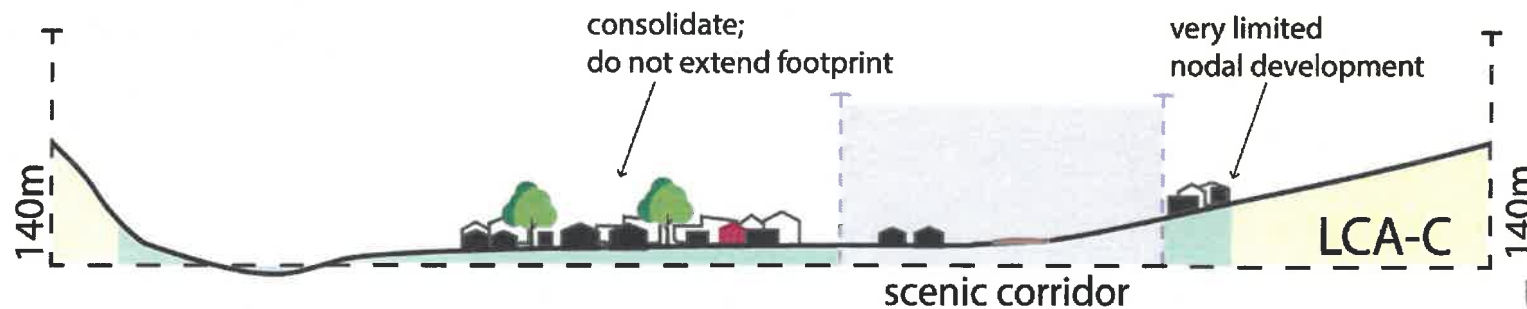 consolidate;
do not extend footprint
very limited
nodal development
140m
LCA-C
140m
scenic corridor